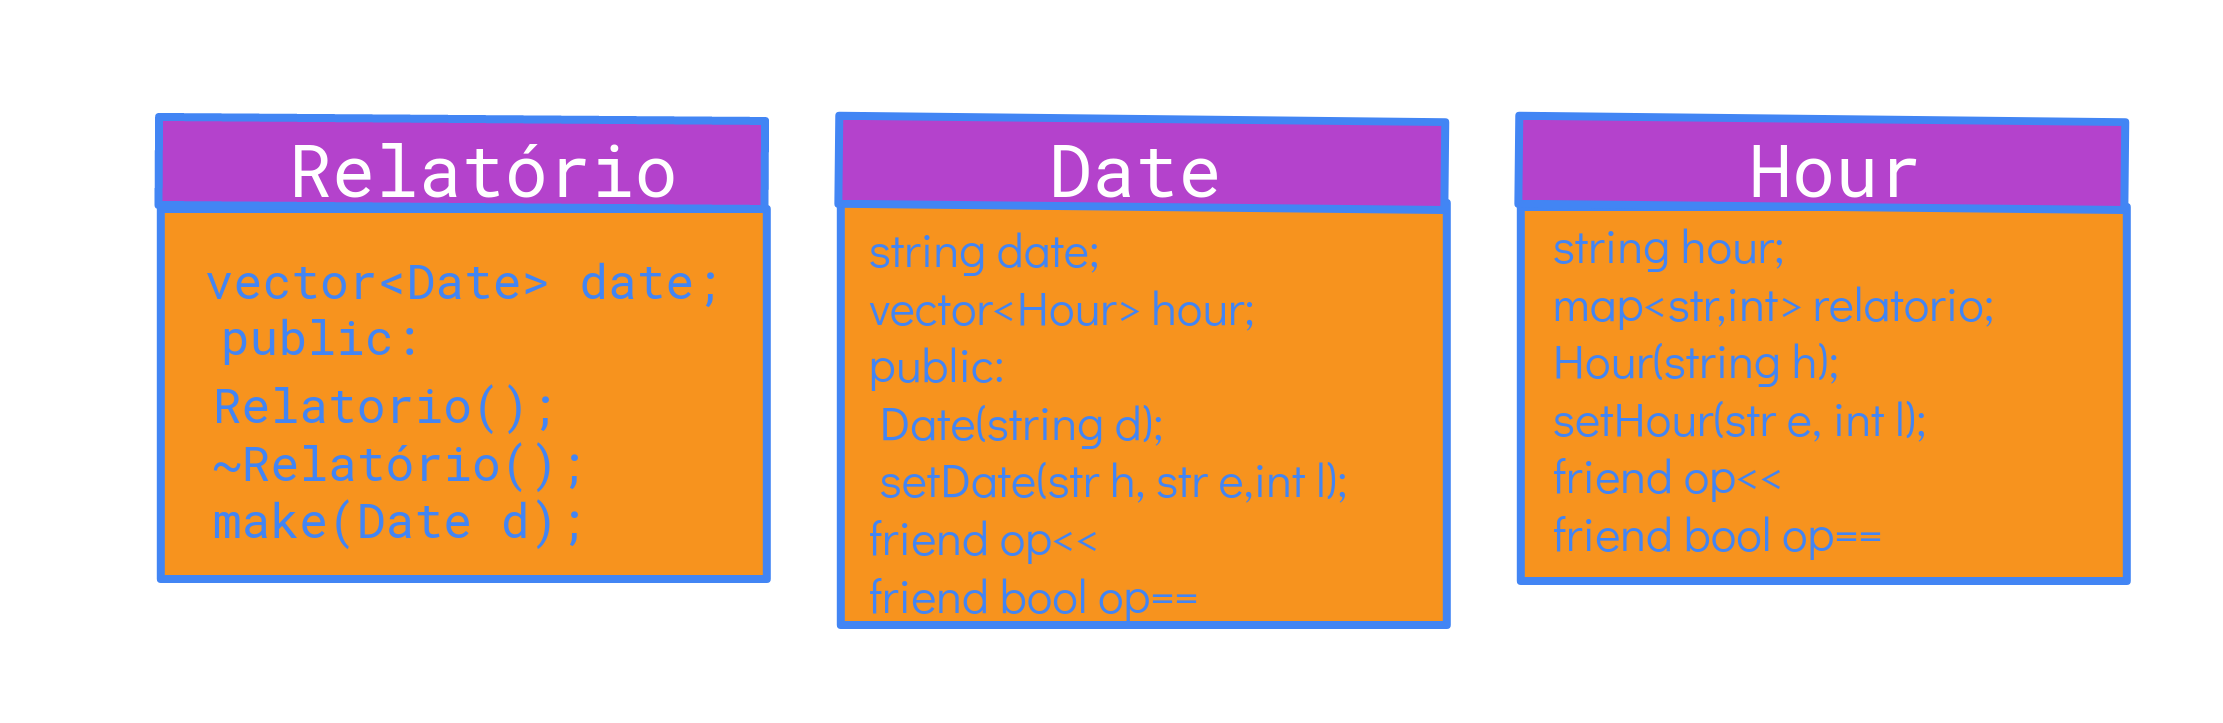 Relatório
vector<Date> date;
public:
Relatorio();
~Relatório();
make(Date d);
Date
string date;
vector<Hour> hour;
public:
Date(string d);
setDate(str h, str e,int l);
friend op<<
friend bool op==
Hour
string hour;
map<str,int> relatorio;
Hour(string h);
setHour(str e, int l);
friend op<<
friend bool op==